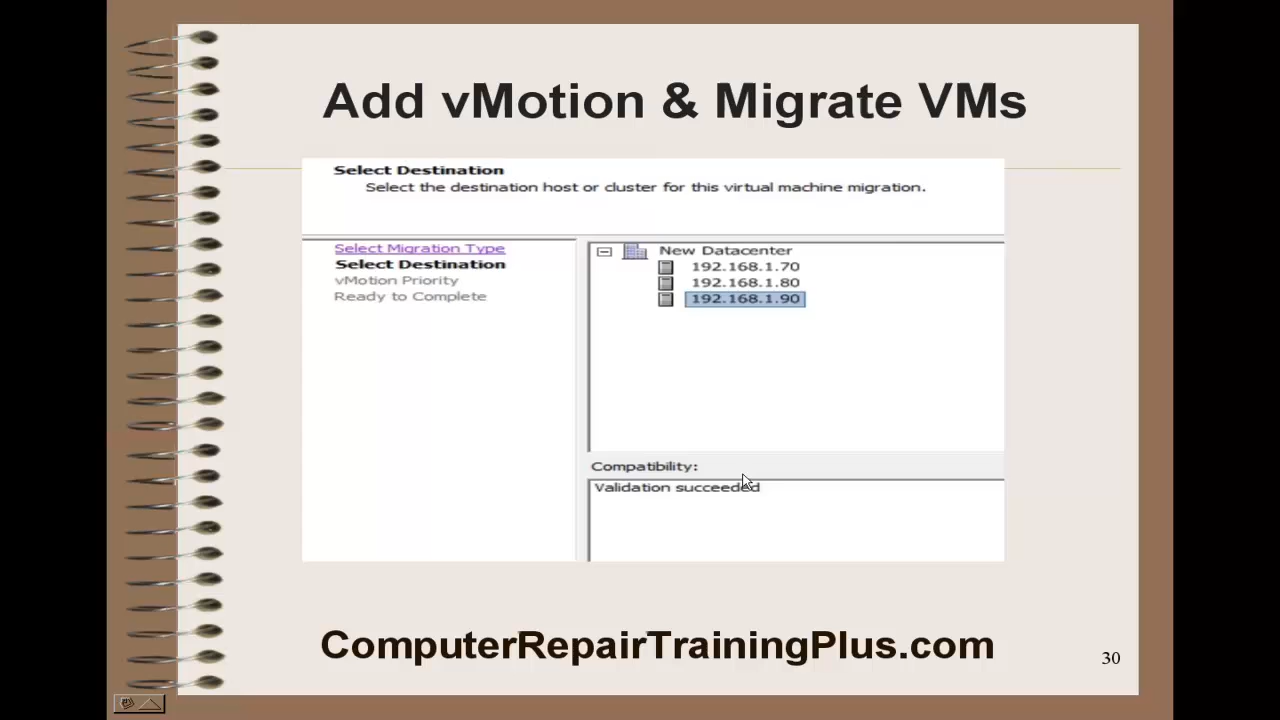 Add vMotion & Migrate VMs
Select Destination
Select the destination host or cluster for this virtual machine migration.
Select Migration Type
Select Destination
vMotion Priority
Ready to Complete
New Datacenter
192.168.1.70
192.168.1.80
192.168.1.90
Compatibility:
Validation succeeded
ComputerRepairTrainingPlus.com
30